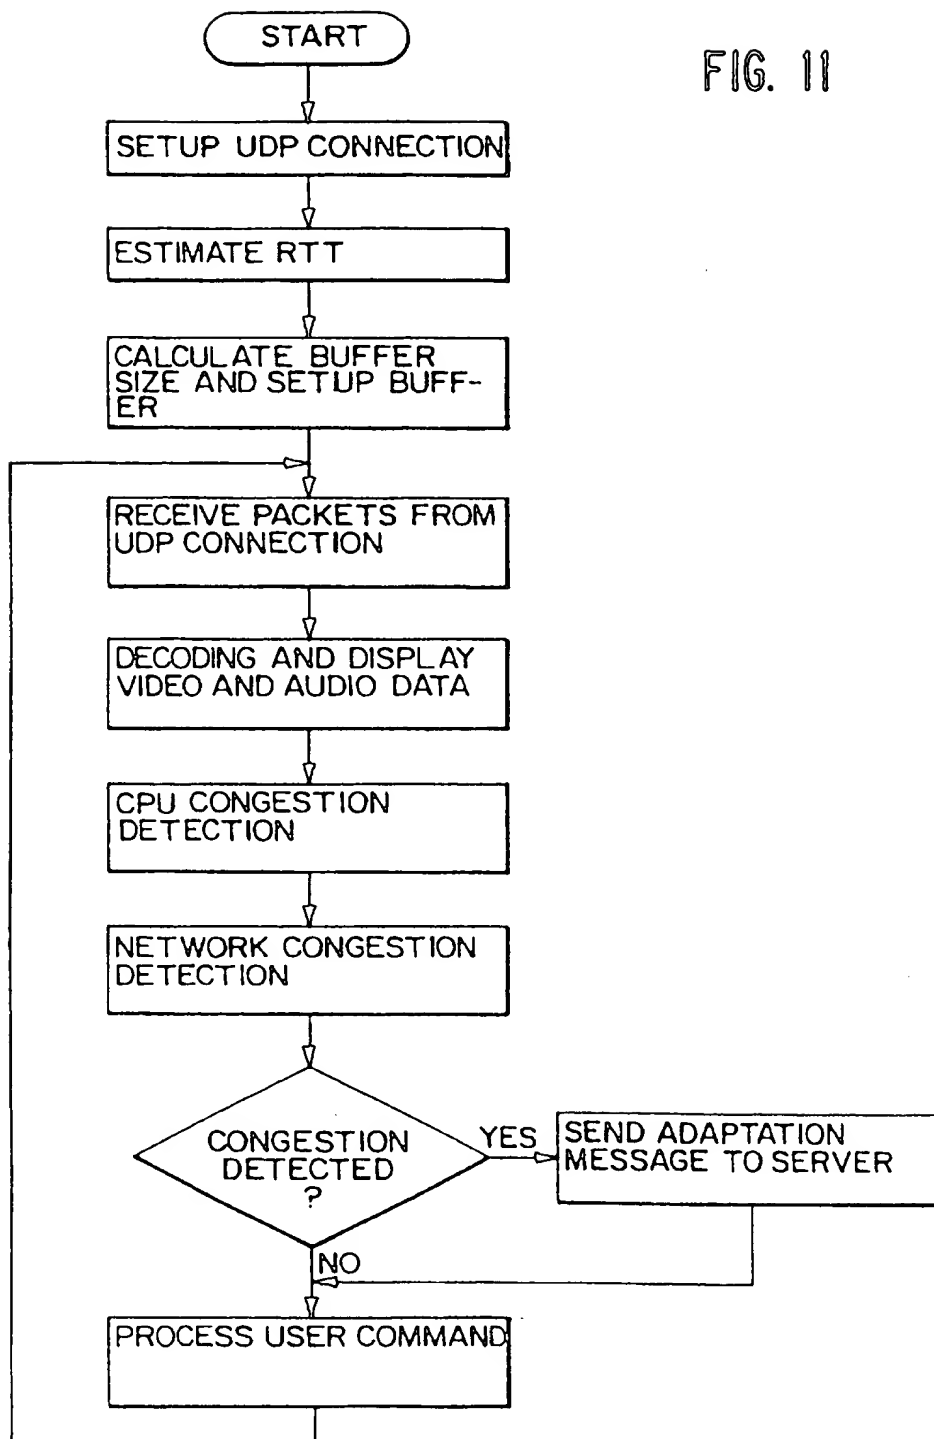 START
FIG. 11
SETUP UDP CONNECTION
ESTIMATE RTT
CALCULATE BUFFER
SIZE AND SETUP BUFF-
ER
RECEIVE PACKETS FROM
UDP CONNECTION
DECODING AND DISPLAY
VIDEO AND AUDIO DATA
CPU CONGESTION
DETECTION
NETWORK CONGESTION
DETECTION
CONGESTION
DETECTED
?
YES
SEND ADAPTATION
MESSAGE TO SERVER
NO
PROCESS USER COMMAND